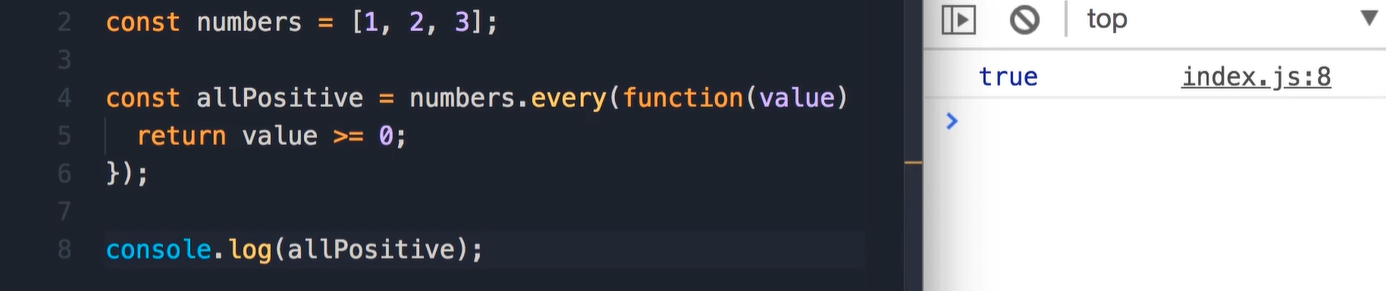 2 const numbers = [1, 2, 3];
3
4 const allPositive = numbers.every(function(value)
5 return value >= 0;
6 });
7
8 console.log(allPositive);
top
true index.js:8